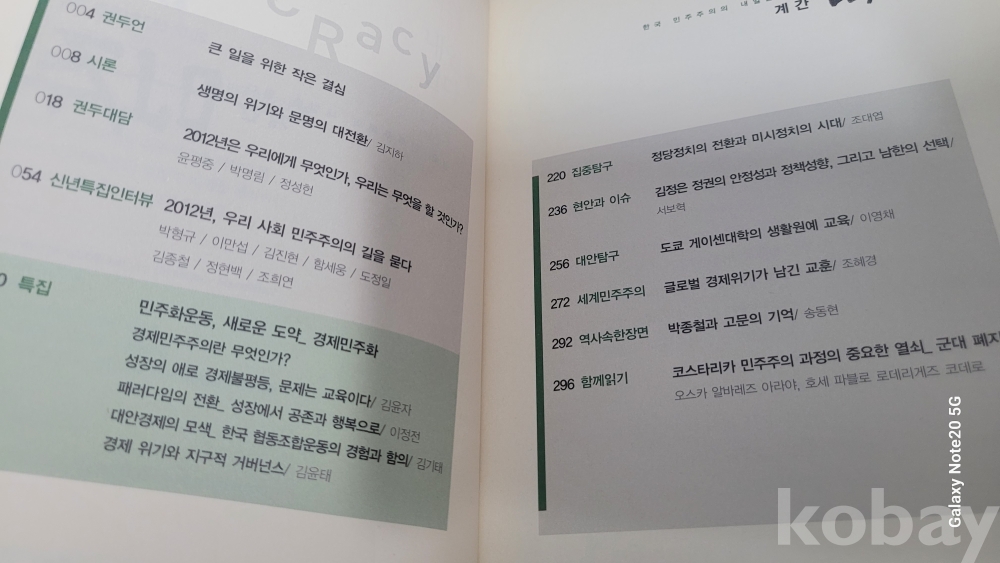 racy
004 권두언
큰 일을 위한 작은 결심
008 시론
생명의 위기와 문명의 대전환/ 김지하
018 권두대담
2012년은 우리에게 무엇인가, 우리는 무엇을 할 것인가?
윤평중 / 박명림 / 정성헌
054 신년특집인터뷰
2012년, 우리 사회 민주주의의 길을 묻다
박형규 / 이만섭 / 김진현 / 함세웅 / 도정일
김종철 / 정현백 / 조희연
0 특집
민주화운동, 새로운 도약_ 경제민주화
경제민주주의란 무엇인가?
성장의 애로 경제불평등, 문제는 교육이다/ 김윤자
패러다임의 전환_ 성장에서 공존과 행복으로/ 이정전
대안경제의 모색_ 한국 협동조합운동의 경험과 함의/ 김기태
경제 위기와 지구적 거버넌스/ 김윤태
한국 민주주의의 내일
계간
220 집중탐구
정당정치의 전환과 미시정치의 시대/ 조대엽
236 현안과 이슈
김정은 정권의 안정성과 정책성향, 그리고 남한의 선택/
서보혁
256 대안탐구
도쿄 게이센대학의 생활원예 교육/ 이영채
272 세계민주주의
글로벌 경제위기가 남긴 교훈/ 조혜경
292 역사속한장면
박종철과 고문의 기억/ 송동현
296 함께읽기
코스타리카 민주주의 과정의 중요한 열쇠_ 군대 폐지
오스카 알바레즈 아라야, 호세 파블로 로데리게즈 코데로
Galaxy Note20 5G
kobay